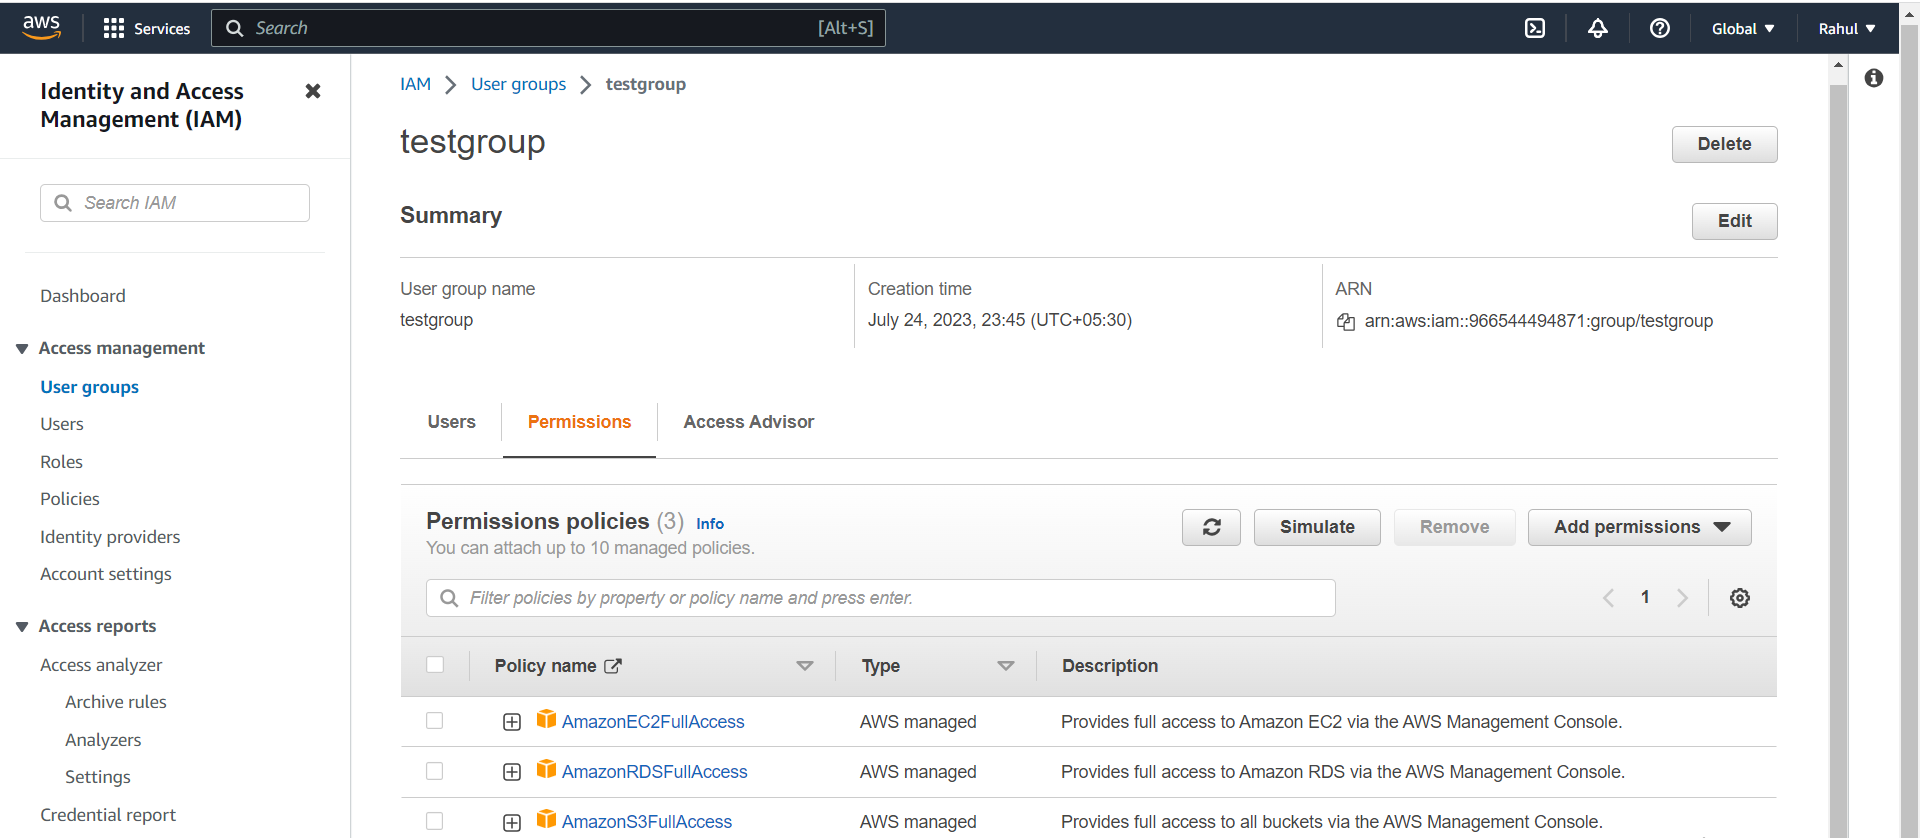 aws
Services
Search [Alt+S]
Global
Rahul
Identity and Access
Management (IAM)
Search IAM
Dashboard
Access management
User groups
Users
Roles
Policies
Identity providers
Account settings
Access reports
Access analyzer
Archive rules
Analyzers
Settings
Credential report
IAM > User groups > testgroup
testgroup
Delete
Summary
Edit
User group name
testgroup
Creation time
July 24, 2023, 23:45 (UTC+05:30)
ARN
arn:aws:iam::966544494871:group/testgroup
Users
Permissions
Access Advisor
Permissions policies (3) Info
You can attach up to 10 managed policies.
Simulate
Remove
Add permissions
Filter policies by property or policy name and press enter.
1
Policy name Type Description
AmazonEC2FullAccess AWS managed Provides full access to Amazon EC2 via the AWS Management Console.
AmazonRDSFullAccess AWS managed Provides full access to Amazon RDS via the AWS Management Console.
AmazonS3FullAccess AWS managed Provides full access to all buckets via the AWS Management Console.